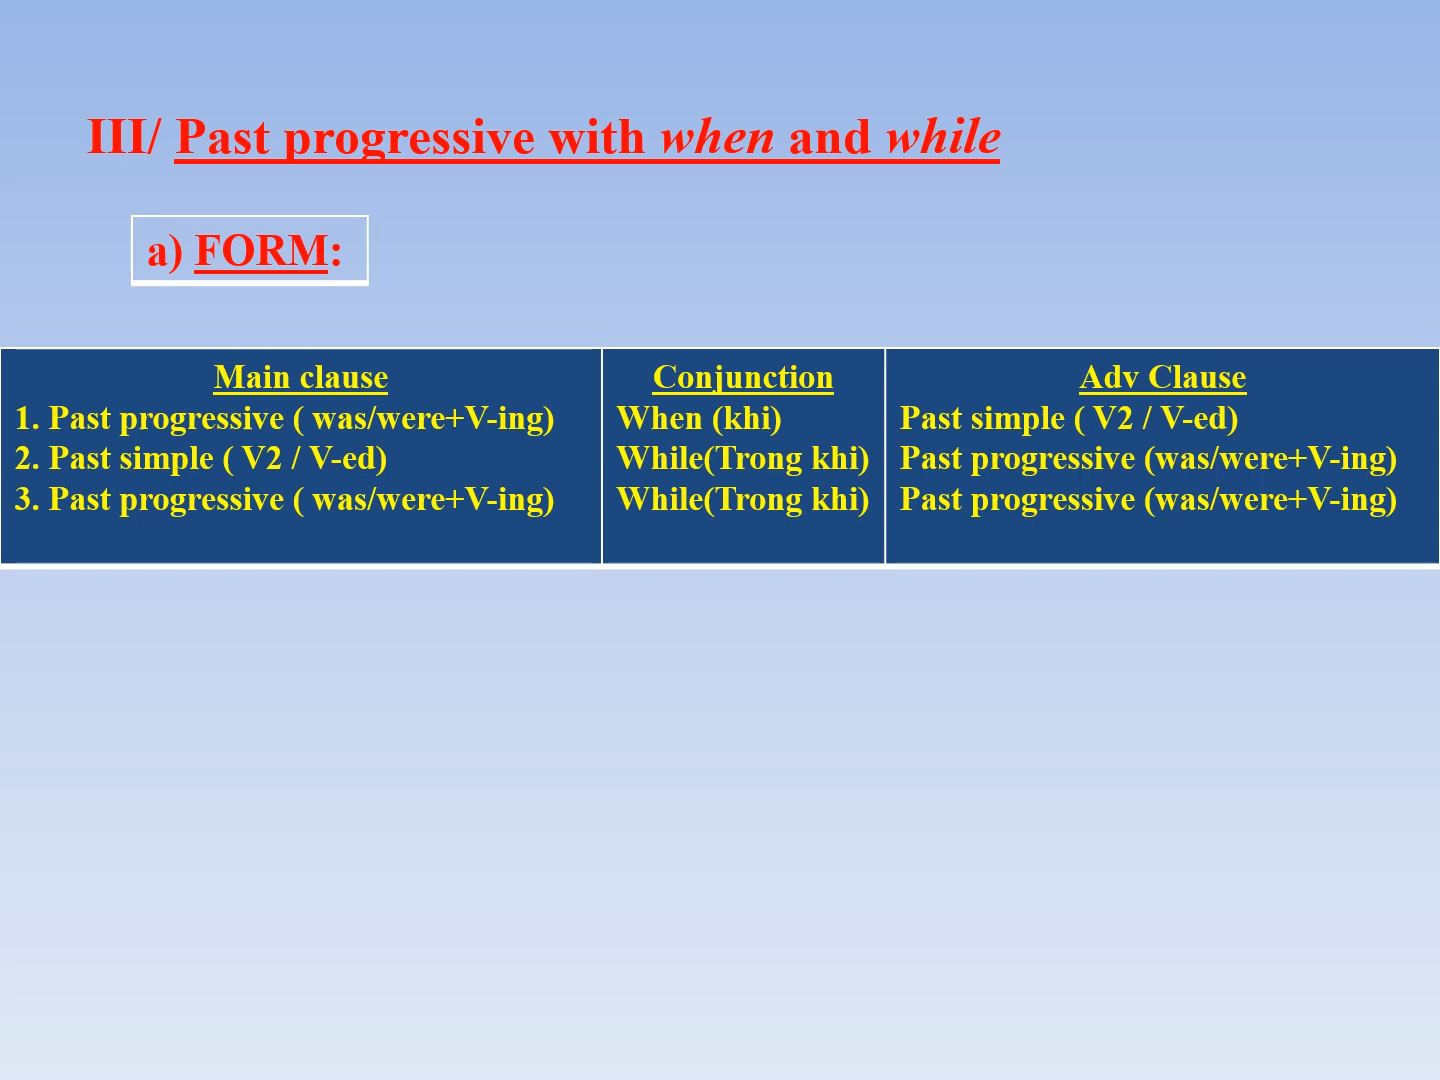 III/ Past progressive with when and while
a) FORM:
Main clause
1. Past progressive ( was/were+V-ing)
2. Past simple ( V2 / V-ed)
3. Past progressive ( was/were+V-ing)
Conjunction
When (khi)
While(Trong khi)
While(Trong khi)
Adv Clause
Past simple ( V2 / V-ed)
Past progressive (was/were+V-ing)
Past progressive (was/were+V-ing)